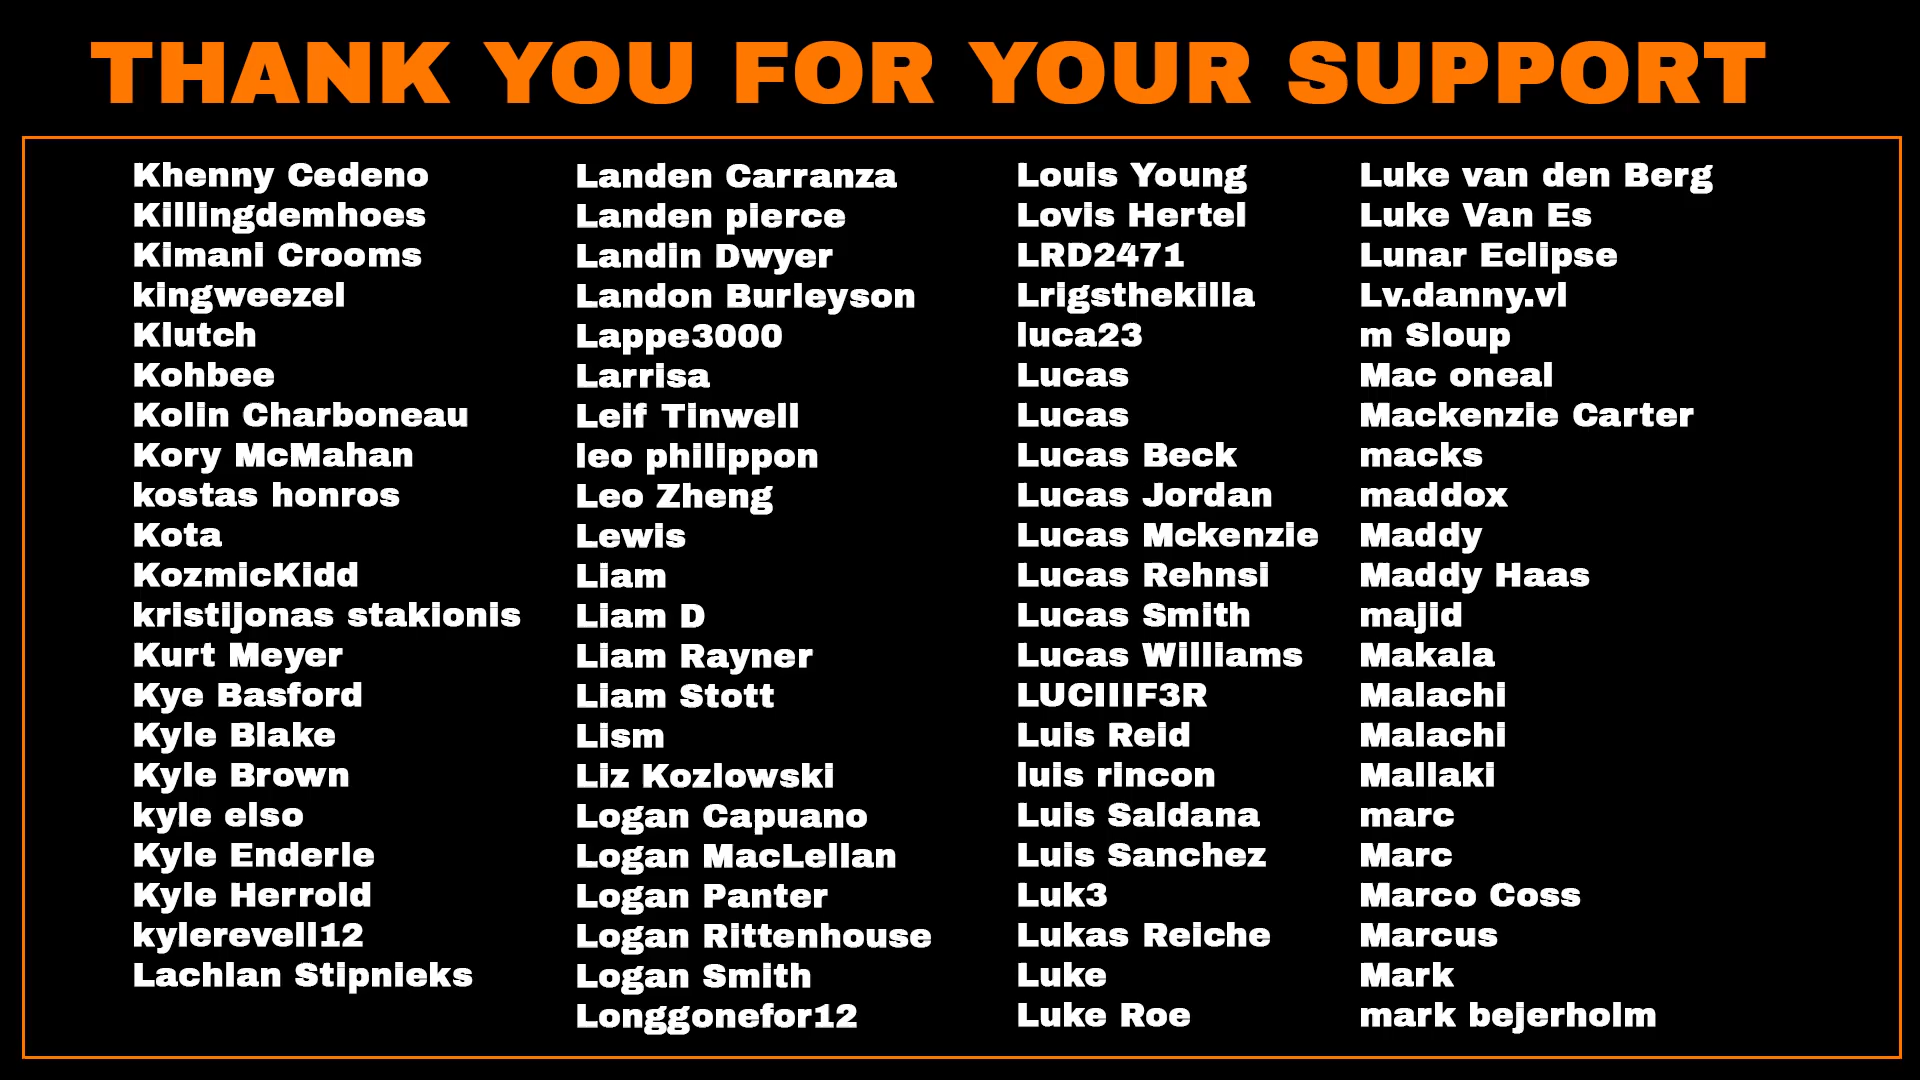 THANK YOU FOR YOUR SUPPORT
Khenny Cedeno
Killingdemhoes
Kimani Crooms
kingweezel
Klutch
Kohbee
Kolin Charboneau
Kory McMahan
kostas honros
Kota
KozmicKidd
kristijonas stakionis
Kurt Meyer
Kye Basford
Kyle Blake
Kyle Brown
kyle elso
Kyle Enderle
Kyle Herrold
kylerevell12
Lachlan Stipnieks
Landen Carranza
Landen pierce
Landin Dwyer
Landon Burleyson
Lappe3000
Larrisa
Leif Tinwell
leo philippon
Leo Zheng
Lewis
Liam
Liam D
Liam Rayner
Liam Stott
Lism
Liz Kozlowski
Logan Capuano
Logan MacLellan
Logan Panter
Logan Rittenhouse
Logan Smith
Longgonefor12
Louis Young
Lovis Hertel
LRD2471
Lrigsthekilla
luca23
Lucas
Lucas
Lucas Beck
Lucas Jordan
Lucas Mckenzie
Lucas Rehnsi
Lucas Smith
Lucas Williams
LUCIIIF3R
Luis Reid
luis rincon
Luis Saldana
Luis Sanchez
Luk3
Lukas Reiche
Luke
Luke Roe
Luke van den Berg
Luke Van Es
Lunar Eclipse
Lv.danny.vl
m Sloup
Mac oneal
Mackenzie Carter
macks
maddox
Maddy
Maddy Haas
majid
Makala
Malachi
Malachi
Mallaki
marc
Marc
Marco Coss
Marcus
Mark
mark bejerholm